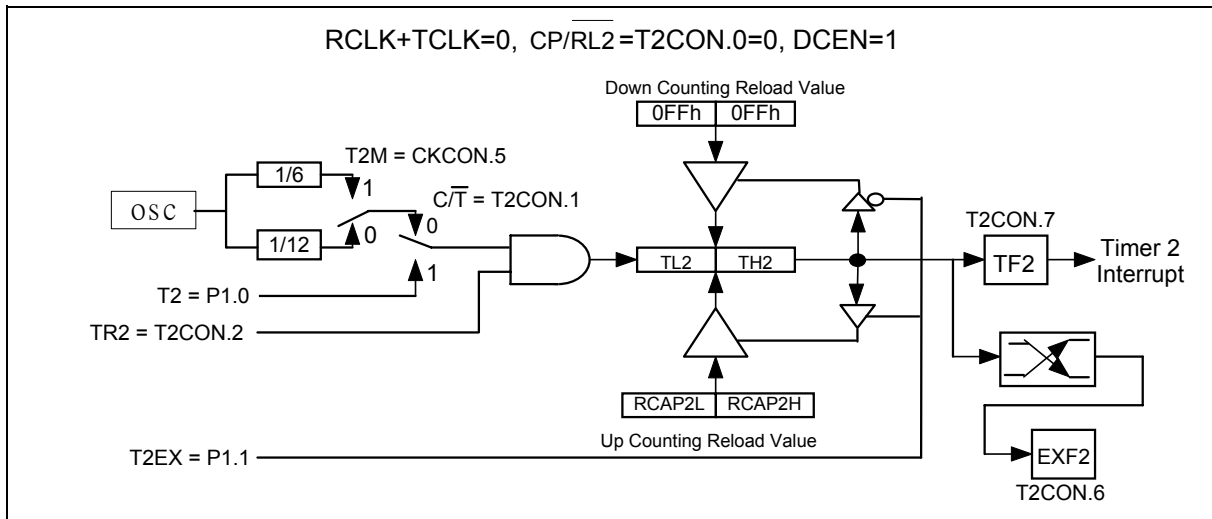 RCLK+TCLK=0, CP/RL2=T2CON.0=0, DCEN=1
Down Counting Reload Value
0FFh 0FFh
T2M = CKCON.5
1/6
1
C/T = T2CON.1
OSC
0
T2CON.7
1/12
0
TL2 TH2
TF2
Timer 2
Interrupt
1
T2 = P1.0
TR2 = T2CON.2
RCAP2L RCAP2H
Up Counting Reload Value
T2EX = P1.1
EXF2
T2CON.6